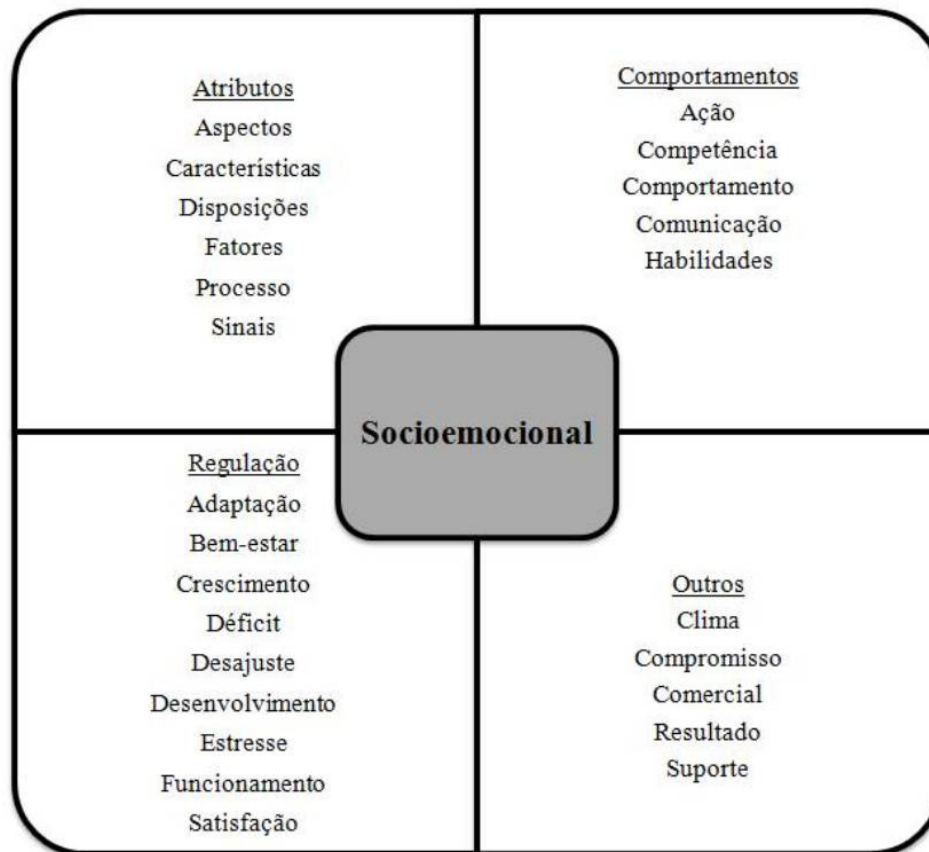 Atributos
Aspectos
Características
Disposições
Fatores
Processo
Sinais
Comportamentos
Ação
Competência
Comportamento
Comunicação
Habilidades
Socioemocional
Regulação
Adaptação
Bem-estar
Crescimento
Déficit
Desajuste
Desenvolvimento
Estresse
Funcionamento
Satisfação
Outros
Clima
Compromisso
Comercial
Resultado
Suporte